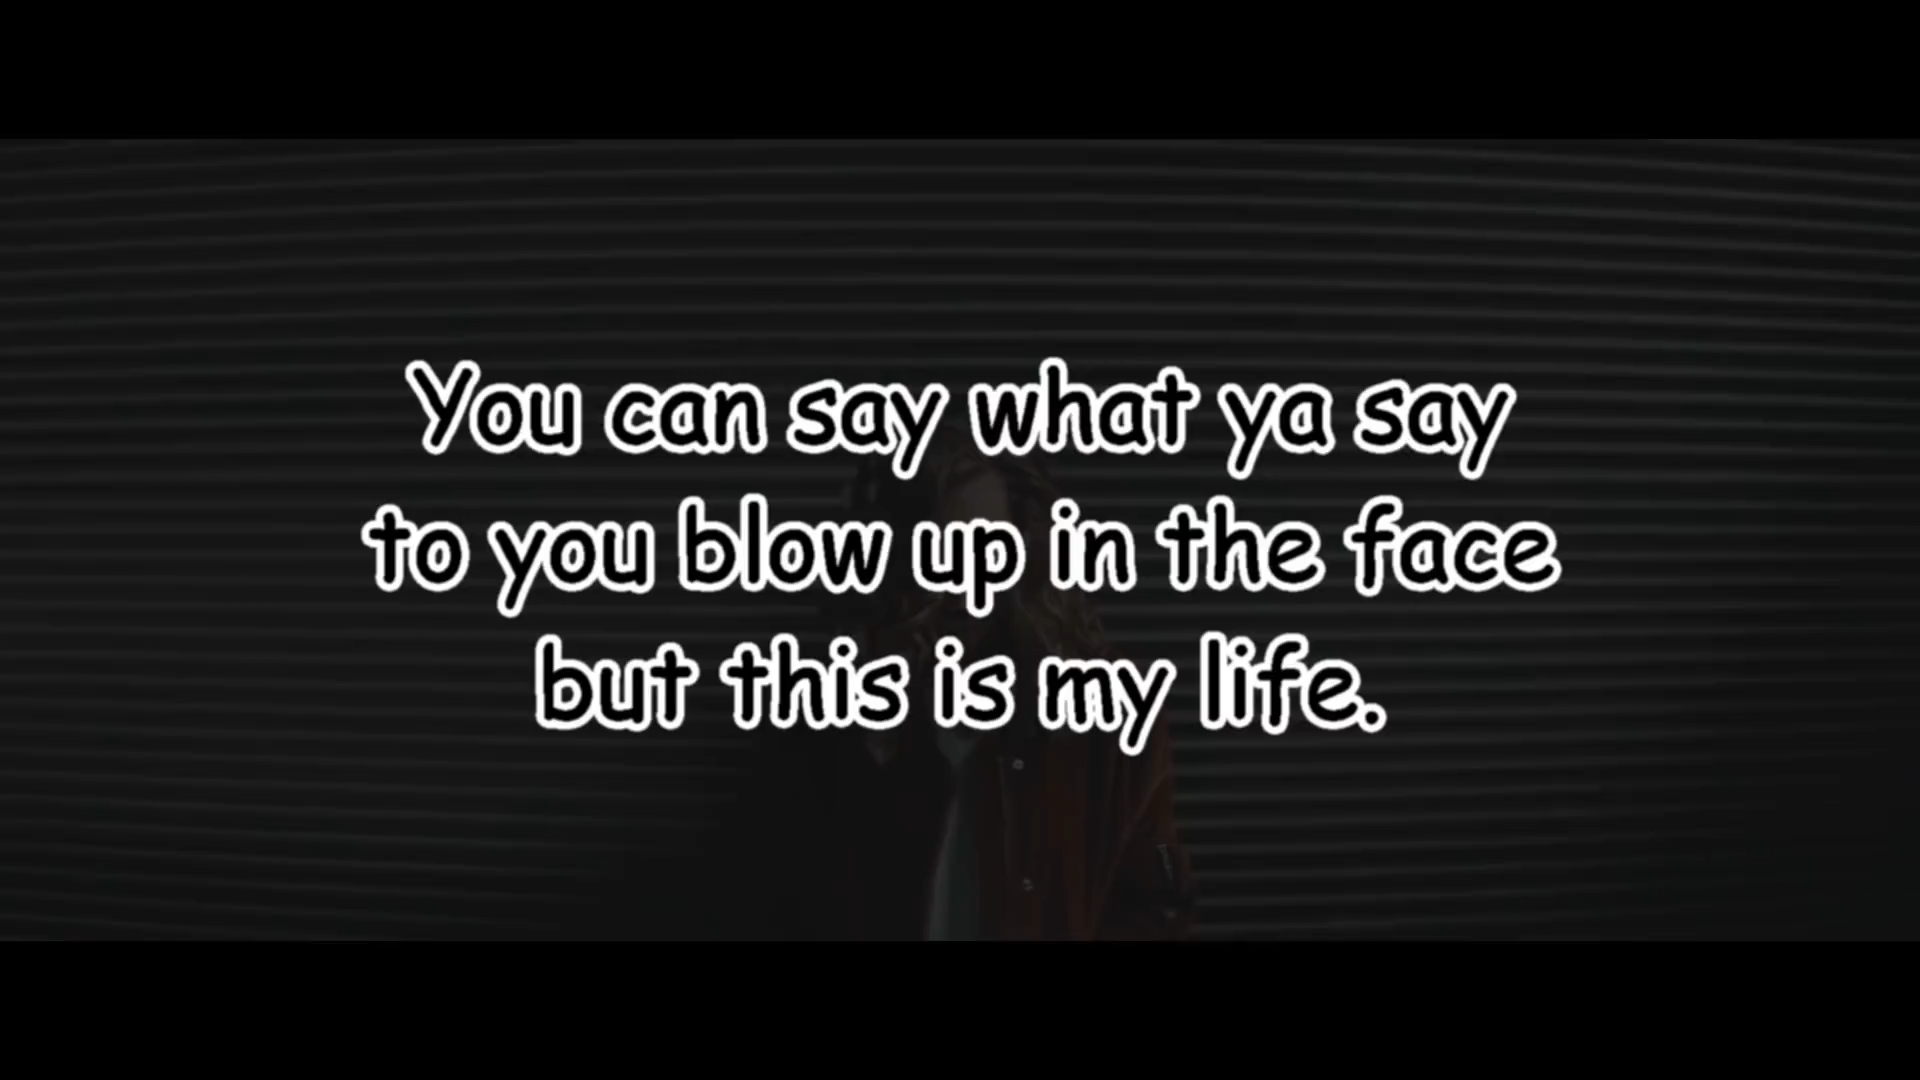 You can say what ya say
to you blow up in the face
but this is my life.